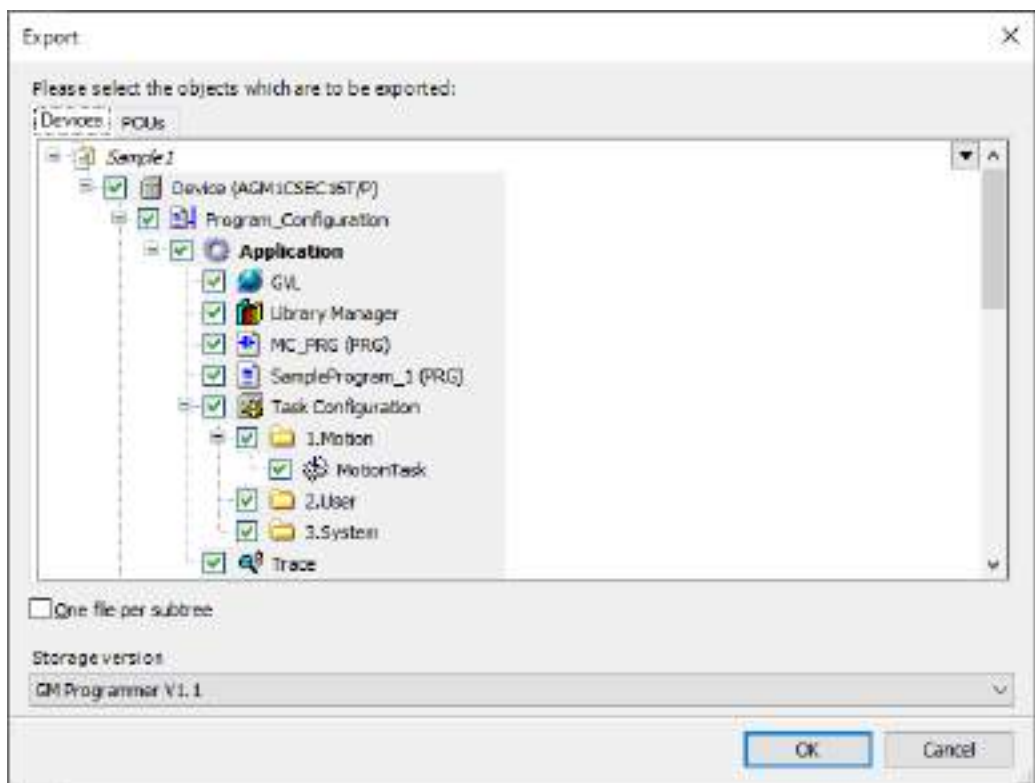 Export
Please select the objects which are to be exported:
Devices POUs
Sample1
Device (AGM1CSEC16T/P)
Program_Configuration
Application
GVL
Library Manager
MC_PRG (PRG)
SampleProgram_1 (PRG)
Task Configuration
1.Motion
MotionTask
2.User
3.System
Trace
One file per subtree
Storage version
GM Programmer V1.1
OK Cancel